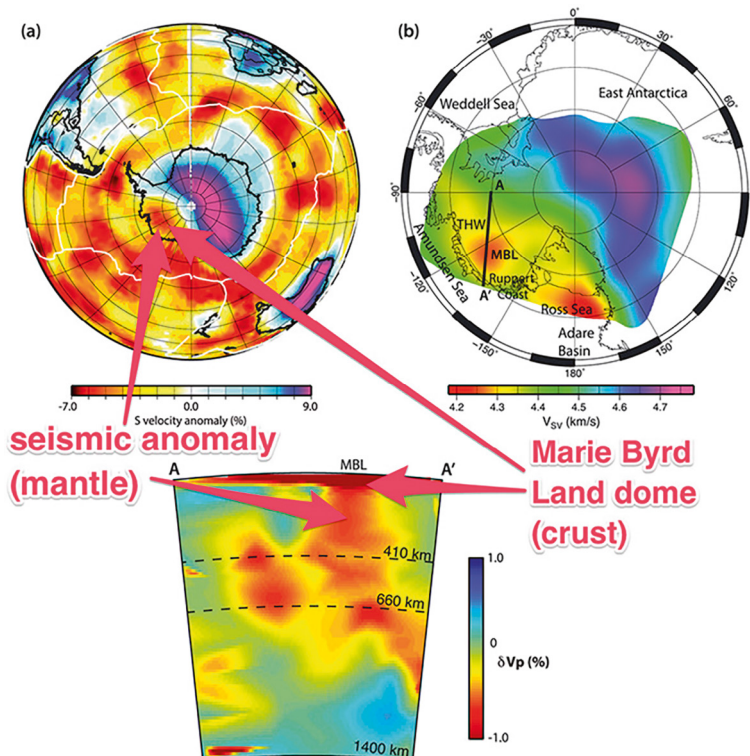 (a)
(b)
0˚
-30˚
30˚
-60˚
60˚
-90˚
-120˚
-150˚
180˚
150˚
Weddell Sea
East Antarctica
A
THW
MBL
Amundsen Sea
Ruppert
Coast
A'
Ross Sea
Adare
Basin
-7.0 0.0 9.0
S velocity anomaly (%)
4.2 4.3 4.4 4.5 4.6 4.7
VSV (km/s)
seismic anomaly
(mantle)
Marie Byrd
Land dome
(crust)
A MBL A'
410 km
660 km
1400 km
1.0
0
δVp (%)
-1.0